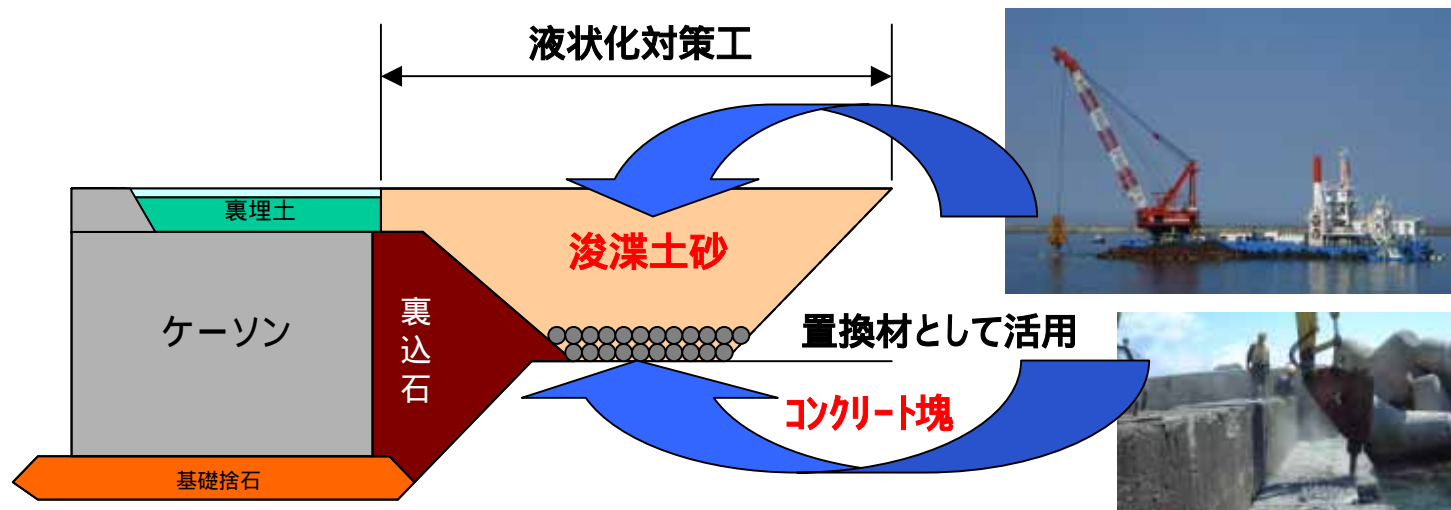 液状化対策工
裏埋土
浚渫土砂
ケーソン
裏込石
置換材として活用
コンクリート塊
基礎捨石